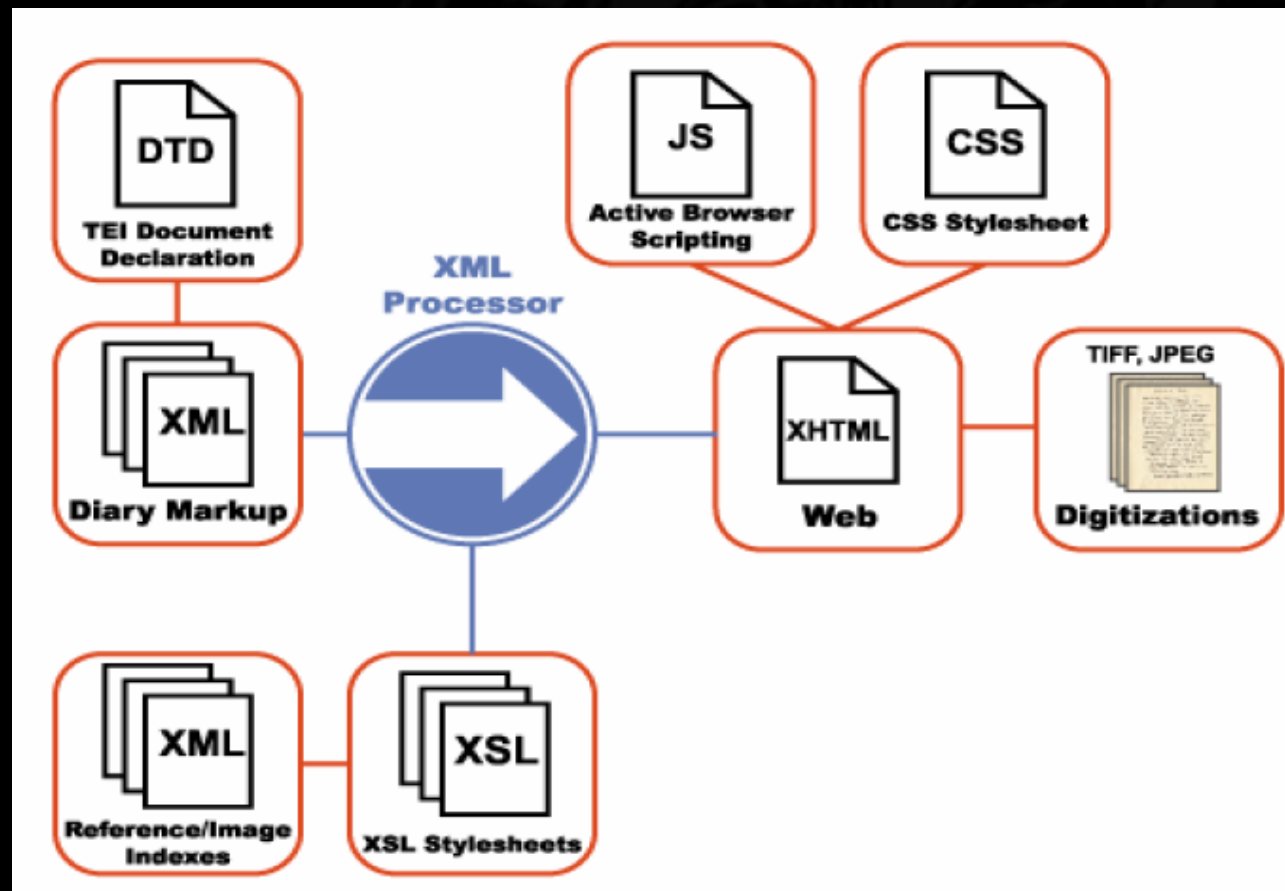 DTD
TEI Document
Declaration
JS
Active Browser
Scripting
CSS
CSS Stylesheet
XML
Processor
XML
Diary Markup
XHTML
Web
TIFF, JPEG
Digitizations
XML
Reference/Image
Indexes
XSL
XSL Stylesheets